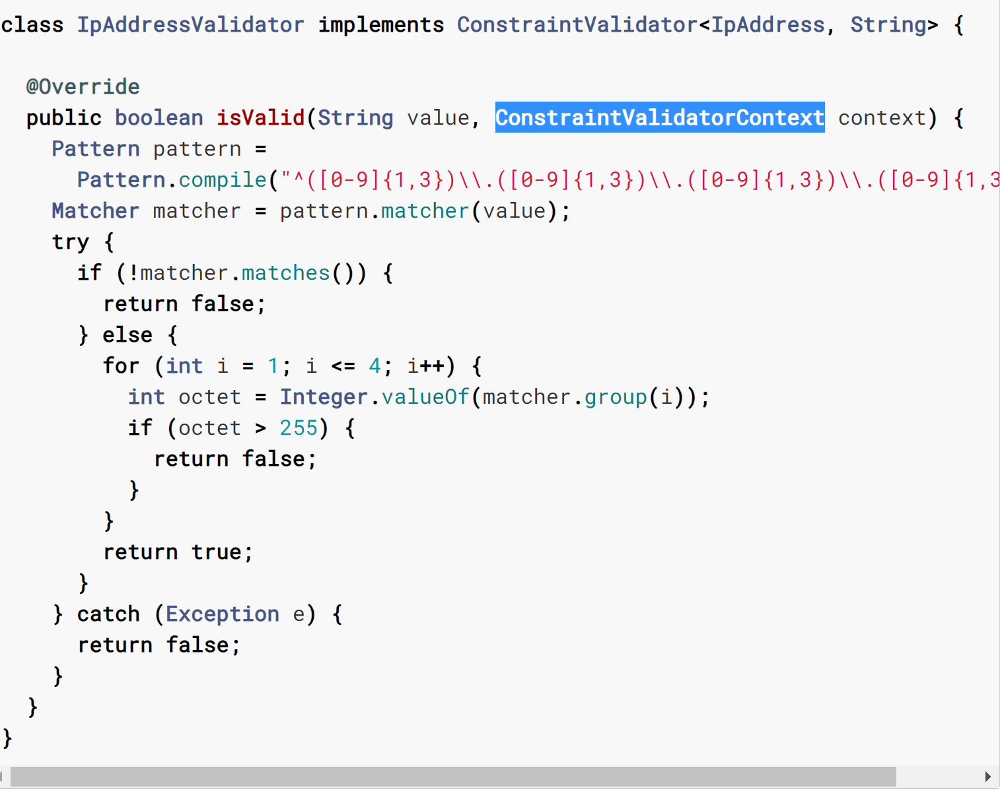 class IpAddressValidator implements ConstraintValidator<IpAddress, String> {
@Override
public boolean isValid(String value, ConstraintValidatorContext context) {
Pattern pattern =
Pattern.compile("^([0-9]{1,3})\\.([0-9]{1,3})\\.([0-9]{1,3})\\.([0-9]{1,3
Matcher matcher = pattern.matcher(value);
try {
if (!matcher.matches()) {
return false;
} else {
for (int i = 1; i <= 4; i++) {
int octet = Integer.valueOf(matcher.group(i));
if (octet > 255) {
return false;
}
}
return true;
}
} catch (Exception e) {
return false;
}
}
}